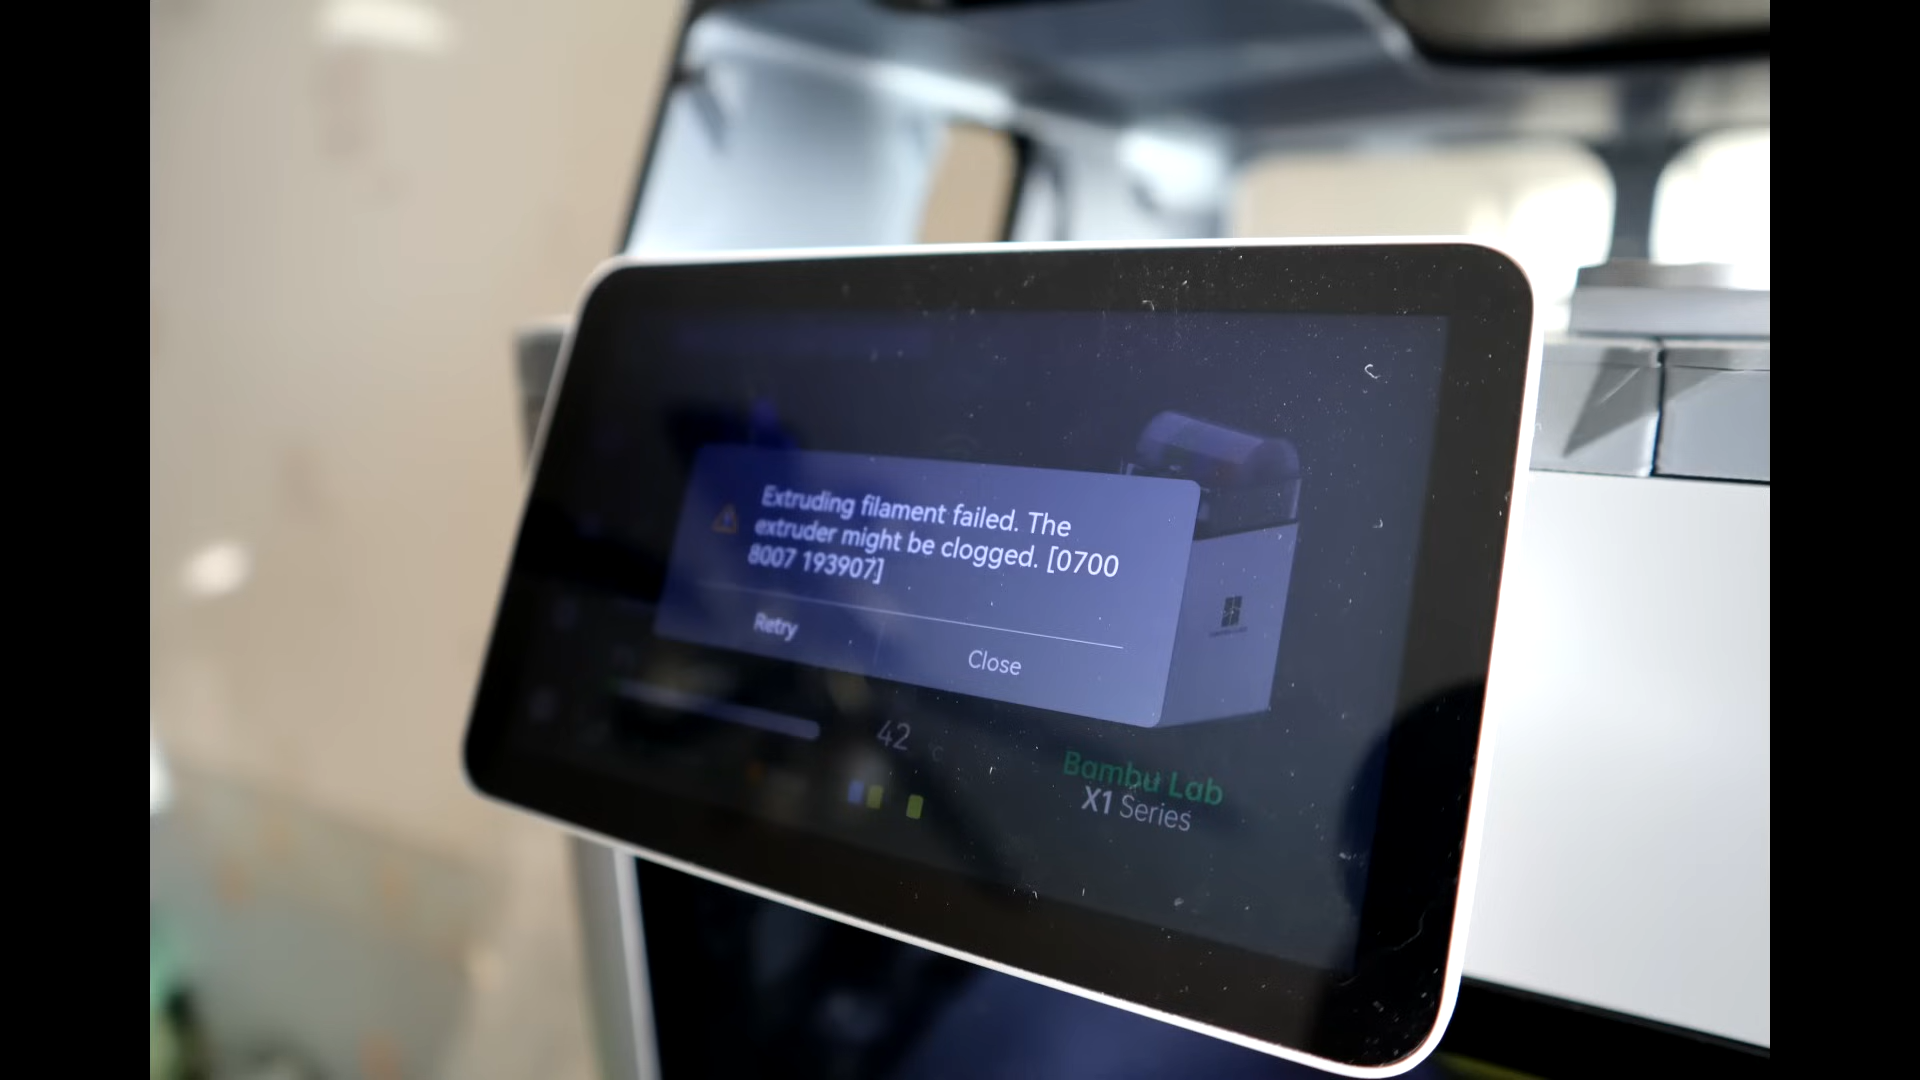 Extruding filament failed. The
extruder might be clogged. [0700
8007 193907]
Retry
Close
42 °C
Bambu Lab
X1 Series